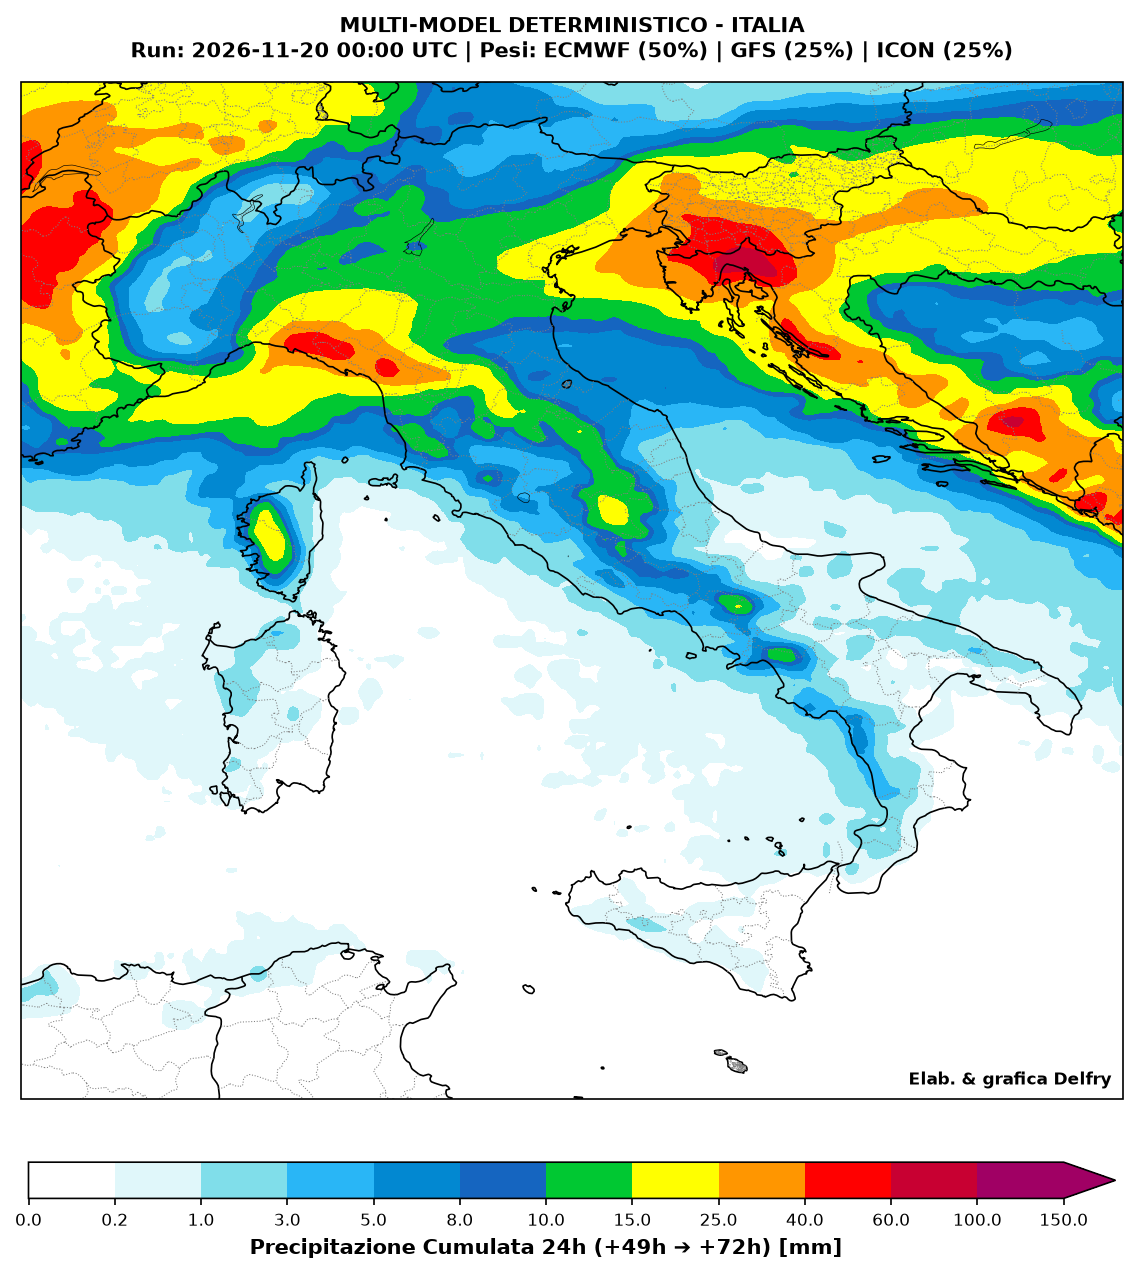 MULTI-MODEL DETERMINISTICO - ITALIA
Run: 2026-11-20 00:00 UTC | Pesi: ECMWF (50%) | GFS (25%) | ICON (25%)
Elab. & grafica Delfry
0.0 0.2 1.0 3.0 5.0 8.0 10.0 15.0 25.0 40.0 60.0 100.0 150.0
Precipitazione Cumulata 24h (+49h → +72h) [mm]